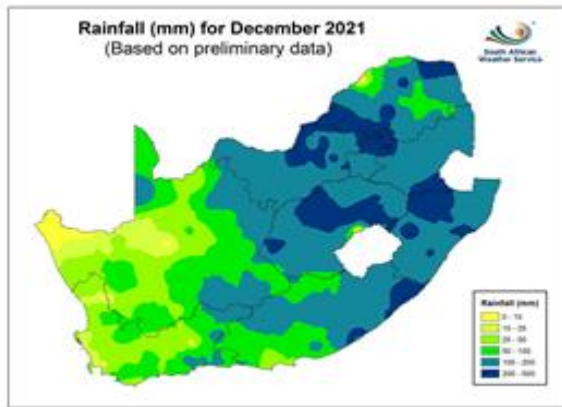 Rainfall (mm) for December 2021
(Based on preliminary data)
South African
Weather Service
Rainfall (mm)
0 - 10
10 - 25
25 - 50
50 - 100
100 - 200
200 - 500